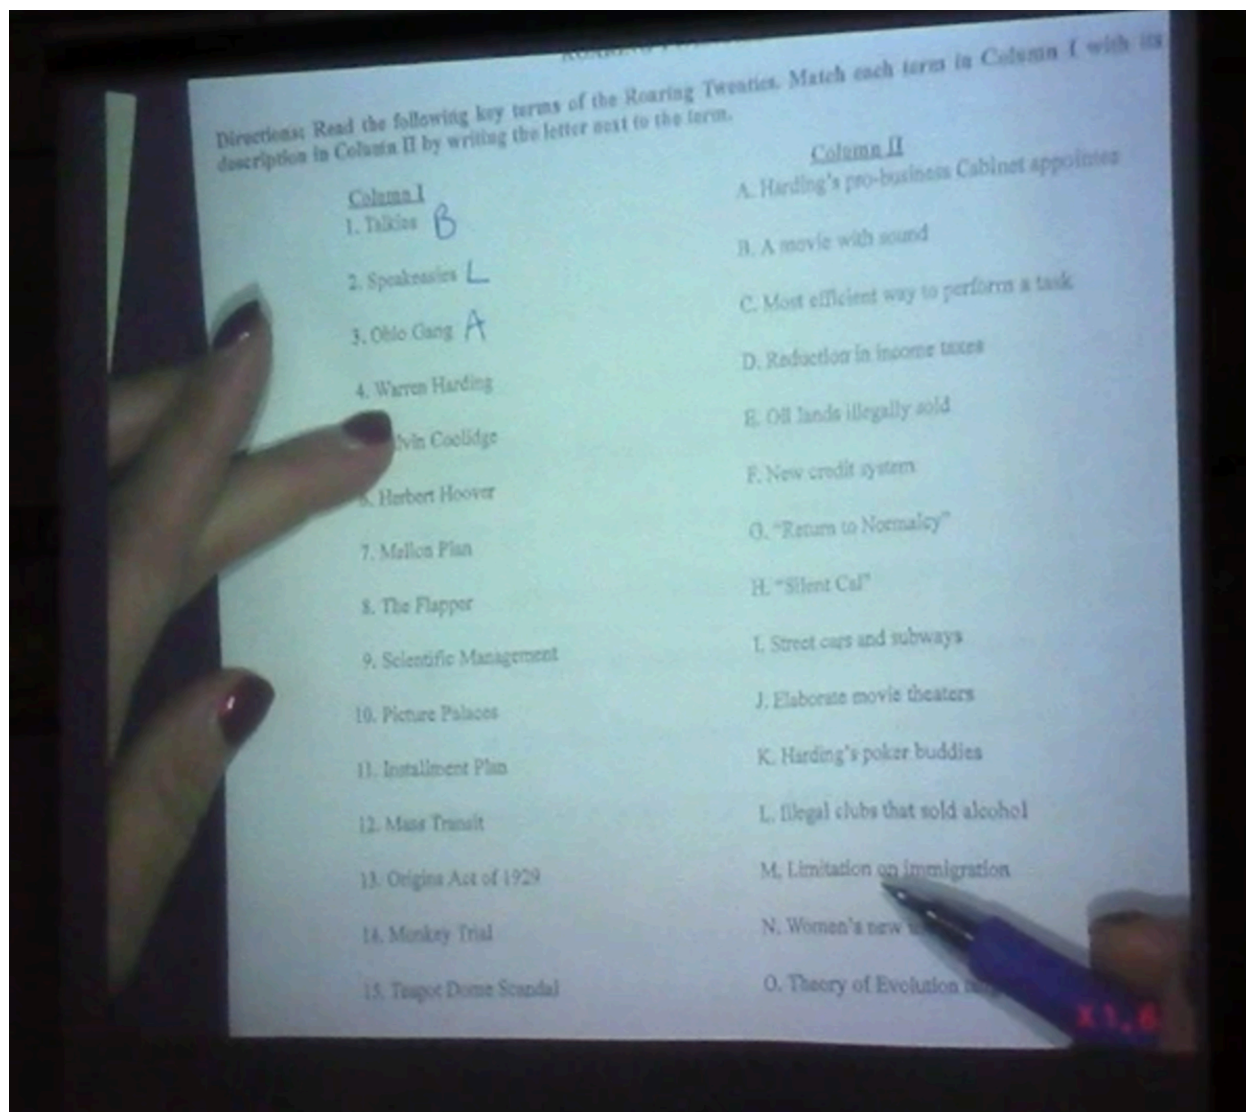 Directions: Read the following key terms of the Roaring Twenties. Match each term in Column I with its
description in Column II by writing the letter next to the term.
Column I
1. Talkies B
2. Speakeasies L
3. Ohio Gang A
4. Warren Harding
lvin Coolidge
6. Herbert Hoover
7. Mellon Plan
8. The Flapper
9. Scientific Management
10. Picture Palaces
11. Installment Plan
12. Mass Transit
13. Origins Act of 1929
14. Monkey Trial
15. Teapot Dome Scandal
Column II
A. Harding's pro-business Cabinet appointee
B. A movie with sound
C. Most efficient way to perform a task
D. Reduction in income taxes
E. Oil lands illegally sold
F. New credit system
G. "Return to Normalcy"
H. "Silent Cal"
I. Street cars and subways
J. Elaborate movie theaters
K. Harding's poker buddies
L. Illegal clubs that sold alcohol
M. Limitation on immigration
N. Women's new
O. Theory of Evolution
X1.6